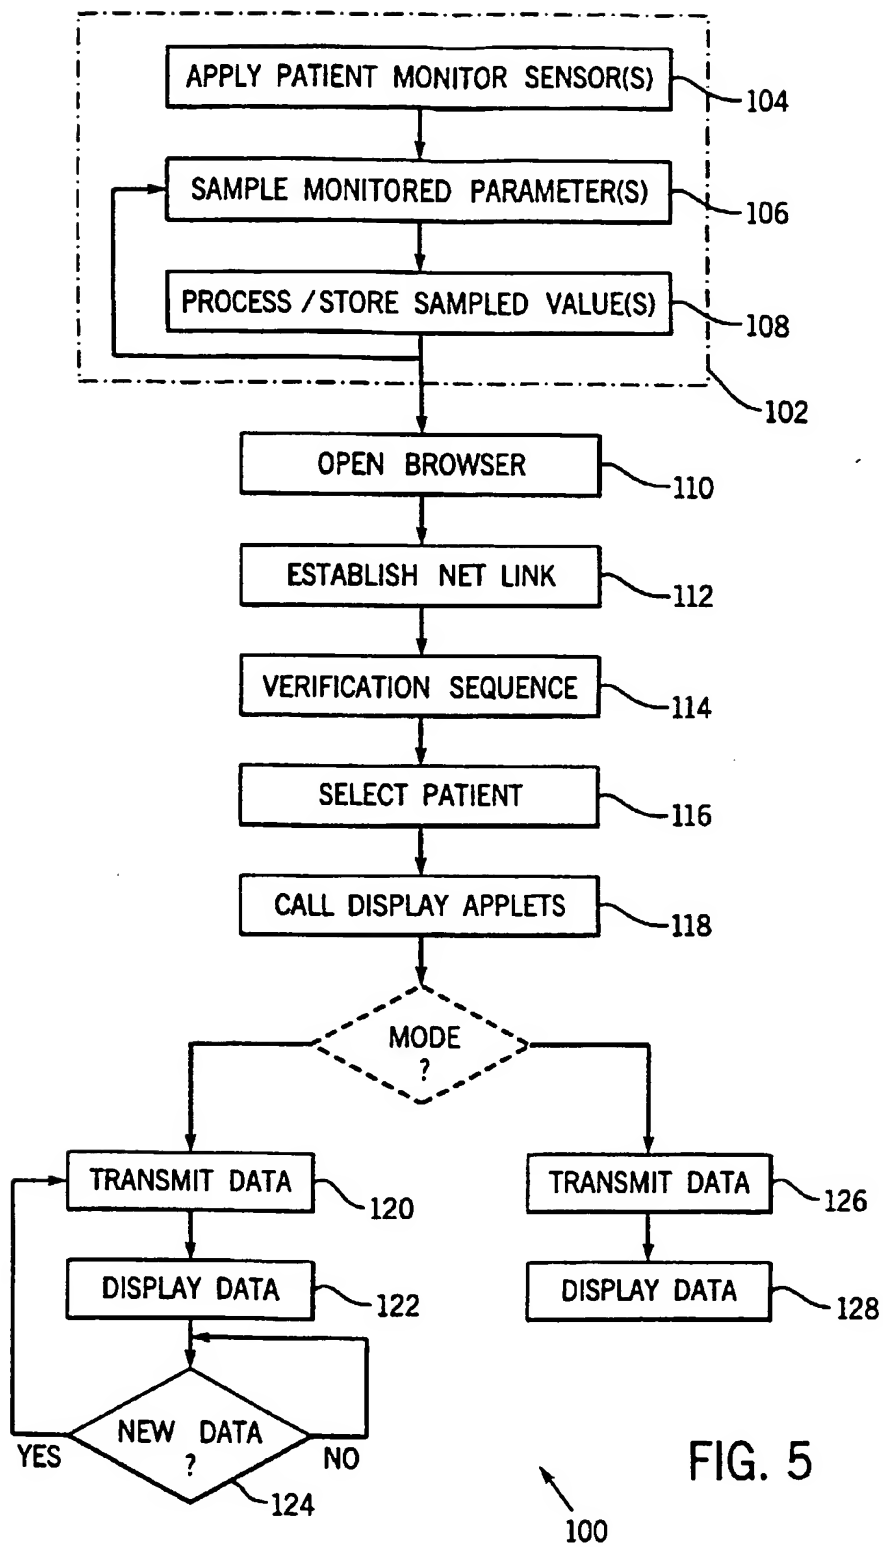 APPLY PATIENT MONITOR SENSOR(S)
104
SAMPLE MONITORED PARAMETER(S)
106
PROCESS/STORE SAMPLED VALUE(S)
108
102
OPEN BROWSER
110
ESTABLISH NET LINK
112
VERIFICATION SEQUENCE
114
SELECT PATIENT
116
CALL DISPLAY APPLETS
118
MODE
?
TRANSMIT DATA
120
TRANSMIT DATA
126
DISPLAY DATA
122
DISPLAY DATA
128
NEW DATA
?
YES
NO
124
FIG. 5
100